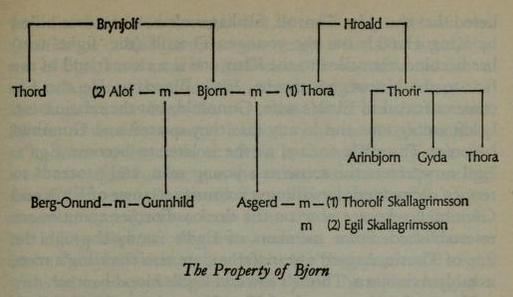 Brynjolf Hroald
Thord (2) Alof — m — Bjorn — m — (1) Thora Thorir
Arinbjorn Gyda Thora
Berg-Onund — m — Gunnhild Asgerd — m — (1) Thorolf Skallagrimsson
m (2) Egil Skallagrimsson
The Property of Bjorn